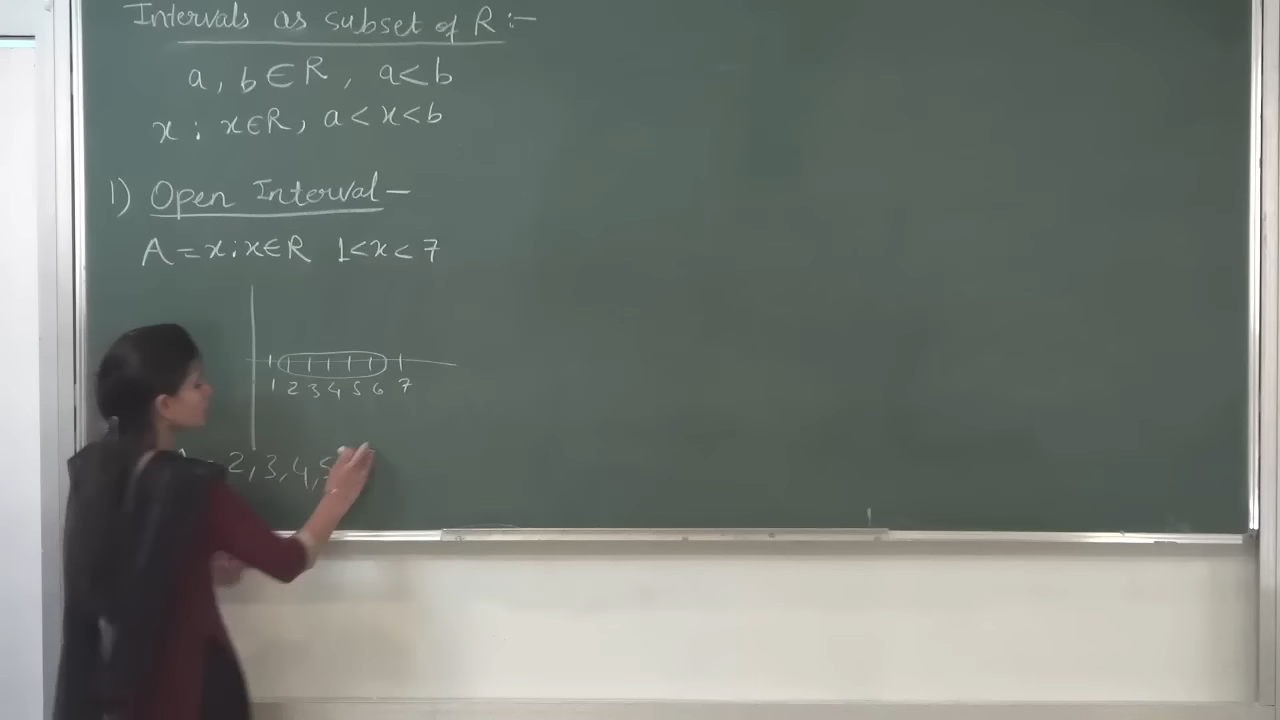 Intervals as subset of R :-
a, b ∈ R, a < b
x : x ∈ R, a < x < b
1) Open Interval -
A = x : x ∈ R 1 < x < 7
1 2 3 4 5 6 7
2, 3, 4, 5